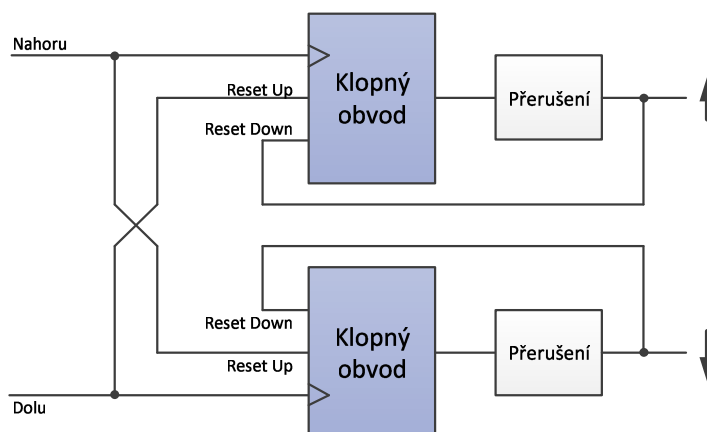 Nahoru
Reset Up
Reset Down
Klopný
obvod
Přerušení
Reset Down
Reset Up
Klopný
obvod
Přerušení
Dolu